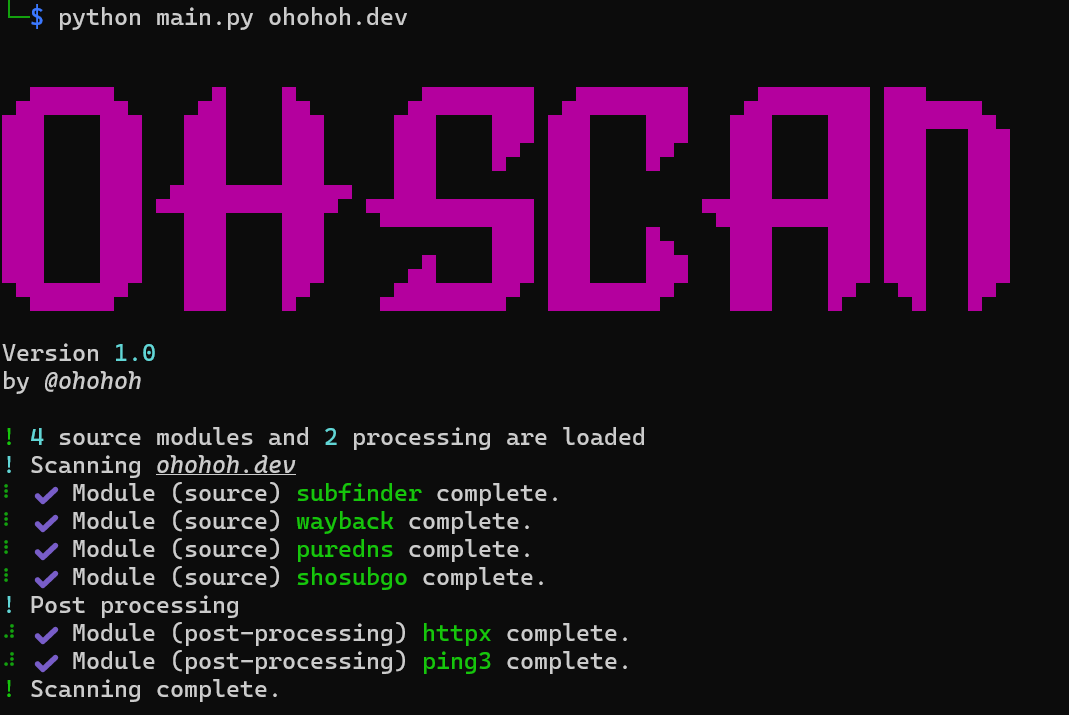 └─$ python main.py ohohoh.dev
OHSCAN
Version 1.0
by @ohohoh
! 4 source modules and 2 processing are loaded
! Scanning ohohoh.dev
⠇ ✔ Module (source) subfinder complete.
⠇ ✔ Module (source) wayback complete.
⠇ ✔ Module (source) puredns complete.
⠇ ✔ Module (source) shosubgo complete.
! Post processing
⠼ ✔ Module (post-processing) httpx complete.
⠼ ✔ Module (post-processing) ping3 complete.
! Scanning complete.